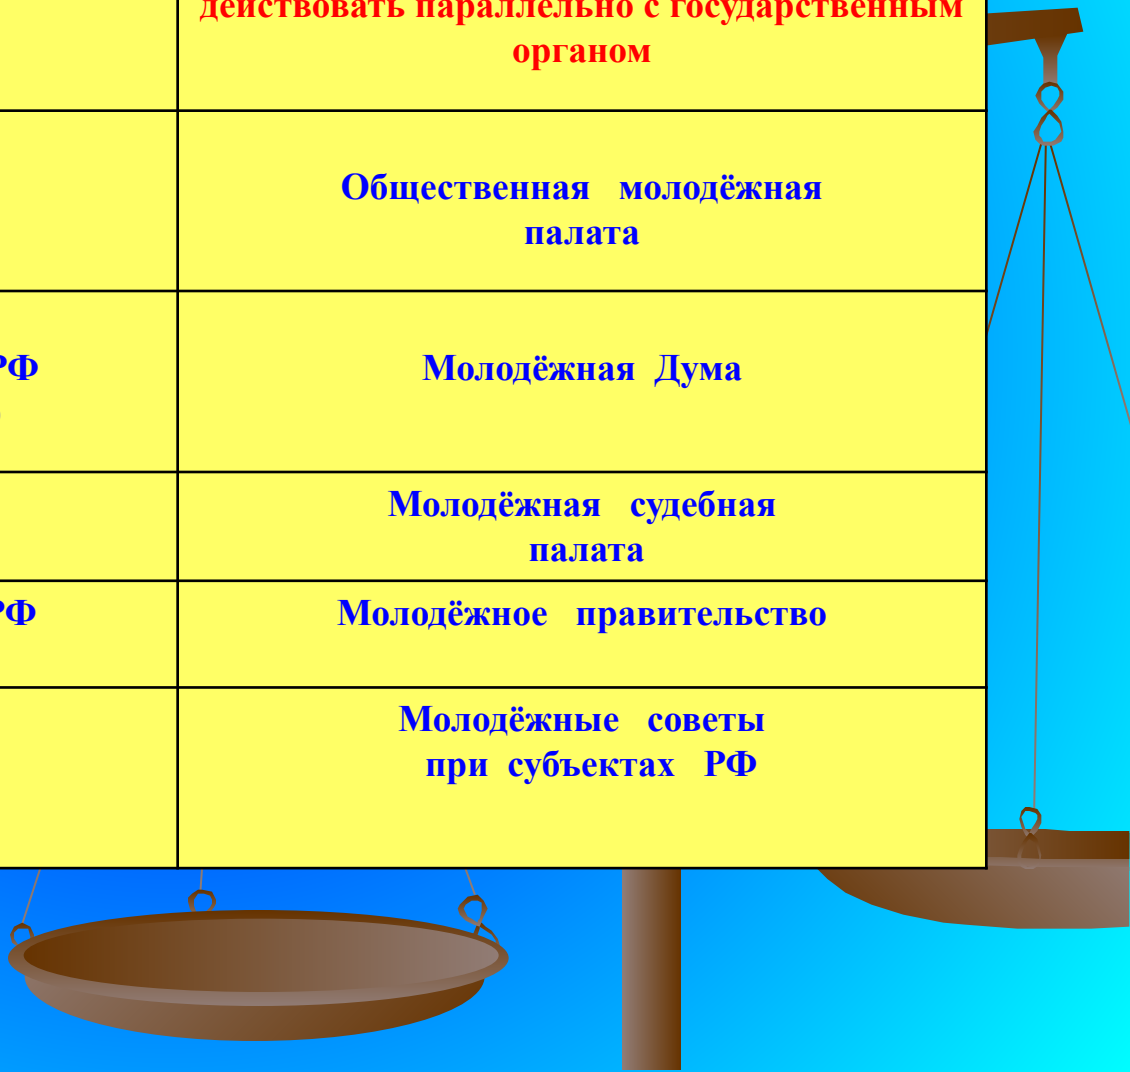 действовать параллельно с государственным
органом
Общественная молодёжная
палата
РФ
Молодёжная Дума
Молодёжная судебная
палата
РФ
Молодёжное правительство
Молодёжные советы
при субъектах РФ